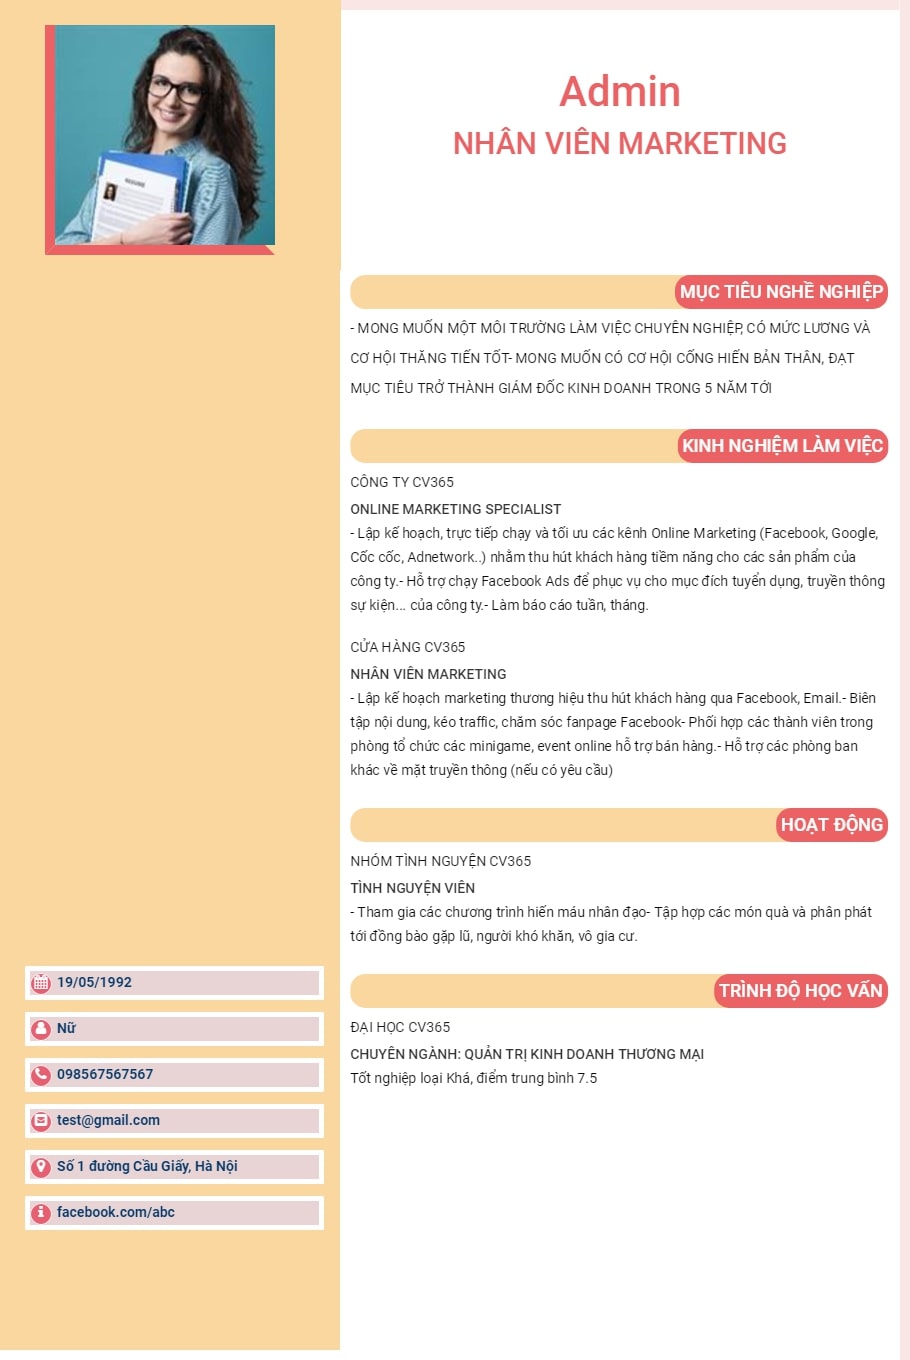 RESUME
Admin
NHÂN VIÊN MARKETING
MỤC TIÊU NGHỀ NGHIỆP
- MONG MUỐN MỘT MÔI TRƯỜNG LÀM VIỆC CHUYÊN NGHIỆP, CÓ MỨC LƯƠNG VÀ
CƠ HỘI THĂNG TIẾN TỐT- MONG MUỐN CÓ CƠ HỘI CỐNG HIẾN BẢN THÂN, ĐẠT
MỤC TIÊU TRỞ THÀNH GIÁM ĐỐC KINH DOANH TRONG 5 NĂM TỚI
KINH NGHIỆM LÀM VIỆC
CÔNG TY CV365
ONLINE MARKETING SPECIALIST
- Lập kế hoạch, trực tiếp chạy và tối ưu các kênh Online Marketing (Facebook, Google,
Cốc cốc, Adnetwork..) nhằm thu hút khách hàng tiềm năng cho các sản phẩm của
công ty.- Hỗ trợ chạy Facebook Ads để phục vụ cho mục đích tuyển dụng, truyền thông
sự kiện... của công ty.- Làm báo cáo tuần, tháng.
CỬA HÀNG CV365
NHÂN VIÊN MARKETING
- Lập kế hoạch marketing thương hiệu thu hút khách hàng qua Facebook, Email.- Biên
tập nội dung, kéo traffic, chăm sóc fanpage Facebook- Phối hợp các thành viên trong
phòng tổ chức các minigame, event online hỗ trợ bán hàng.- Hỗ trợ các phòng ban
khác về mặt truyền thông (nếu có yêu cầu)
HOẠT ĐỘNG
NHÓM TÌNH NGUYỆN CV365
TÌNH NGUYỆN VIÊN
- Tham gia các chương trình hiến máu nhân đạo- Tập hợp các món quà và phân phát
tới đồng bào gặp lũ, người khó khăn, vô gia cư.
TRÌNH ĐỘ HỌC VẤN
ĐẠI HỌC CV365
CHUYÊN NGÀNH: QUẢN TRỊ KINH DOANH THƯƠNG MẠI
Tốt nghiệp loại Khá, điểm trung bình 7.5
19/05/1992
Nữ
098567567567
test@gmail.com
Số 1 đường Cầu Giấy, Hà Nội
facebook.com/abc